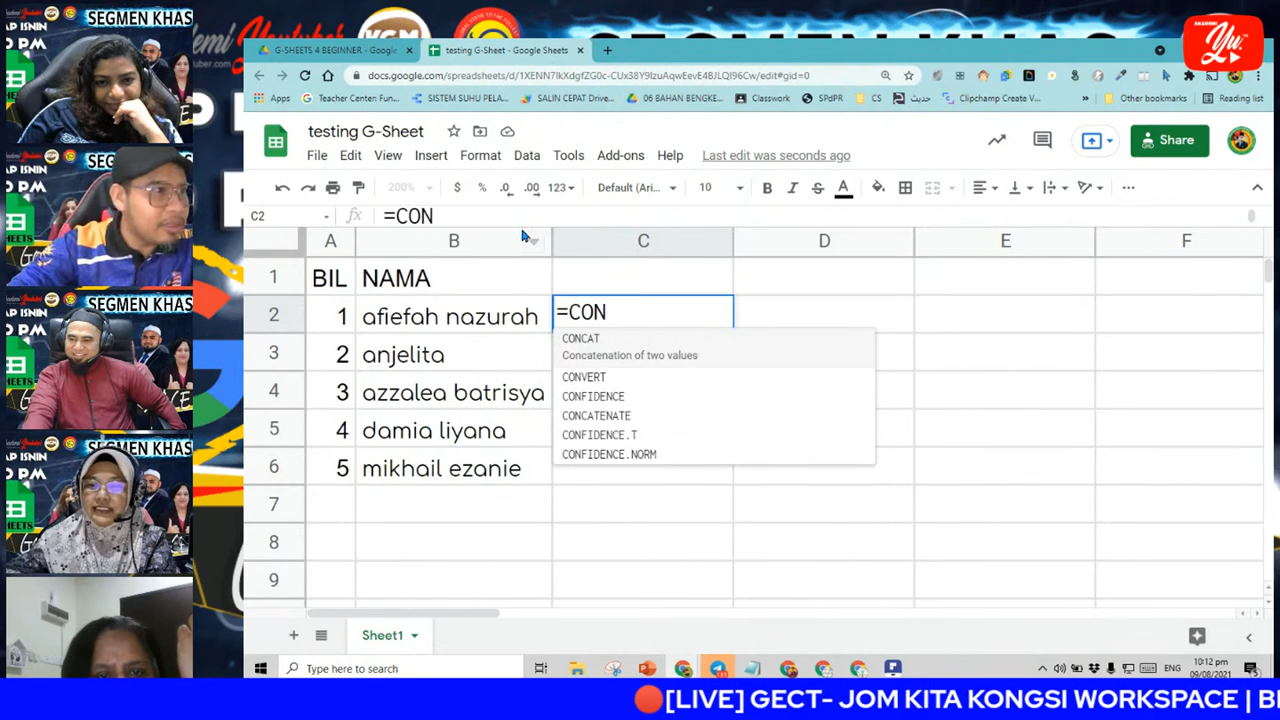 SEGMEN KHAS
AKADEMI
Yu.
G-SHEETS 4 BEGINNER - Google
testing G-Sheet - Google Sheets
docs.google.com/spreadsheets/d/1XENN7IkXdgfZG0c-CUx38Y9IzuAqwEevE4BJLQI96Cw/edit#gid=0
Apps
Teacher Center: Fun...
SISTEM SUHU PELA...
SALIN CEPAT Drive...
06 BAHAN BENGKE...
Classwork
SPdPR
CS
حديث
Clipchamp Create V...
»
Other bookmarks
Reading list
testing G-Sheet
File Edit View Insert Format Data Tools Add-ons Help Last edit was seconds ago
Share
200% $ % .0 .00 123 Default (Ari... 10 B I S A
C2 fx =CON
A B C D E F
1 BIL NAMA
2 1 afiefah nazurah =CON
3 2 anjelita
4 3 azzalea batrisya
5 4 damia liyana
6 5 mikhail ezanie
7
8
9
CONCAT
Concatenation of two values
CONVERT
CONFIDENCE
CONCATENATE
CONFIDENCE.T
CONFIDENCE.NORM
Sheet1
Type here to search
ENG
10:12 pm
09/08/2021
SEGMEN KHAS
SEGMEN KHAS
SEGMEN KHAS
[LIVE] GECT- JOM KITA KONGSI WORKSPACE |